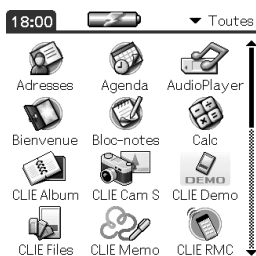 18:00 Toutes
Adresses Agenda AudioPlayer
Bienvenue Bloc-notes Calc
DEMO
CLIE Album CLIE Cam S CLIE Demo
CLIE Files CLIE Memo CLIE RMC